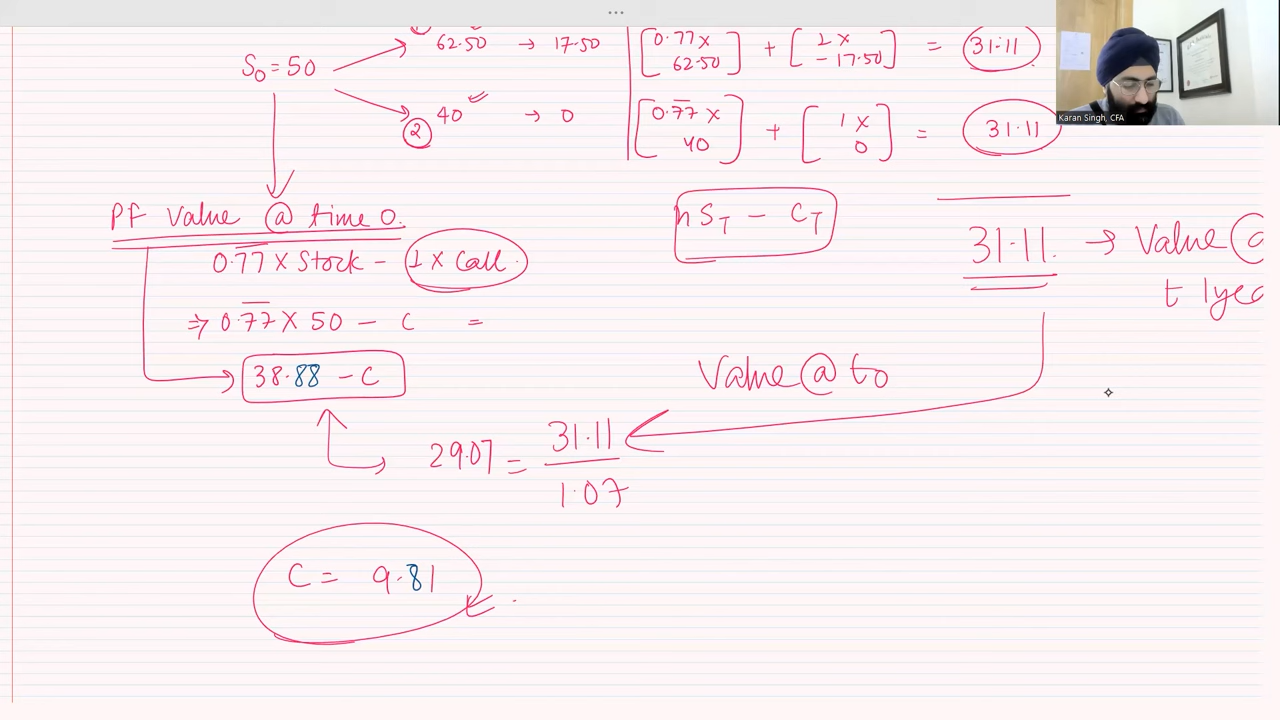 S₀ = 50
62.50 → 17.50
② 40 → 0
[0.77 x 62.50] + [1 x - 17.50] = 31.11
[0.77 x 40] + [1 x 0] = 31.11
Karan Singh, CFA
PF Value @ time 0.
0.77 x Stock - 1 x Call
⇒ 0.77 x 50 - C =
38.88 - C
n S_T - C_T
31.11. → Value @
t 1yea
Value @ t₀
29.07 = 31.11 / 1.07
C = 9.81